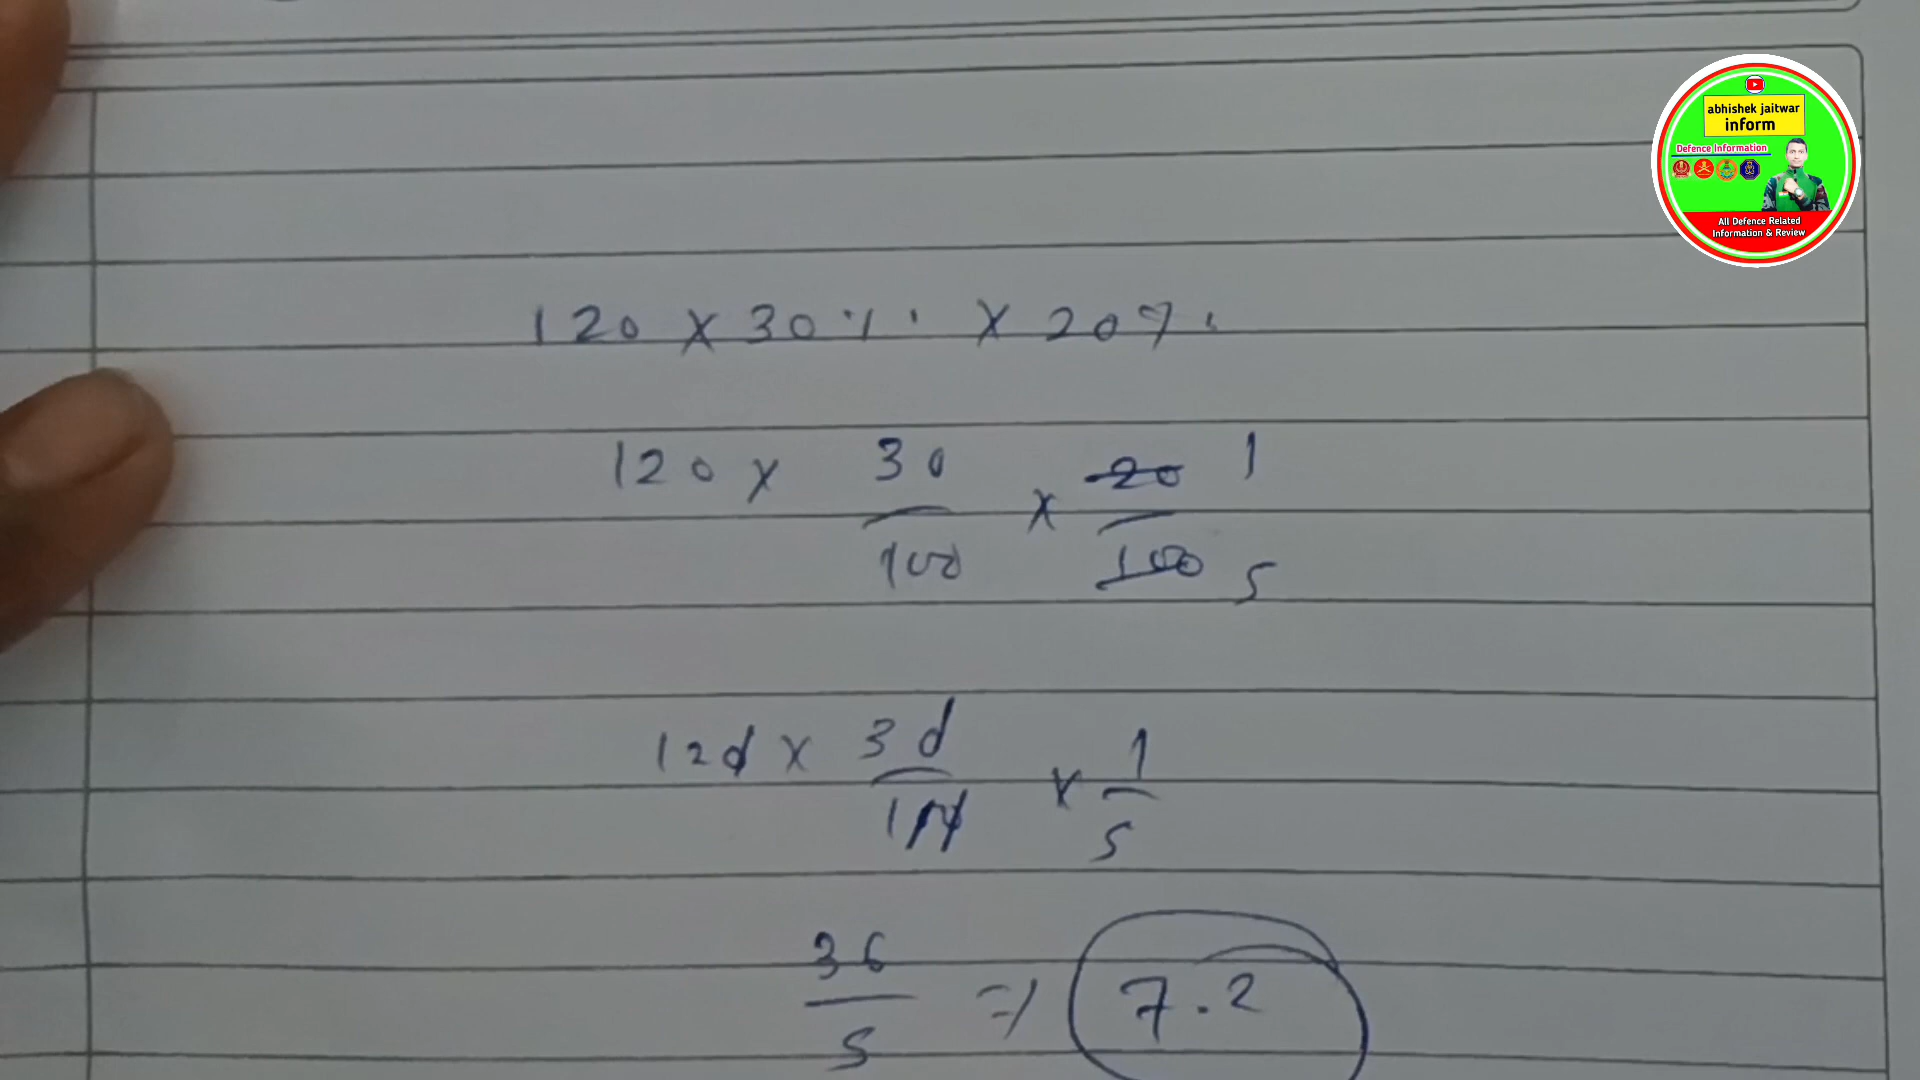 abhishek jaitwar
inform
Defence Information
All Defence Related
Information & Review
120 x 30% x 20%
120 x 30/100 x 20/100 1 5
120 x 30/100 x 1/5
36/5 => 7.2